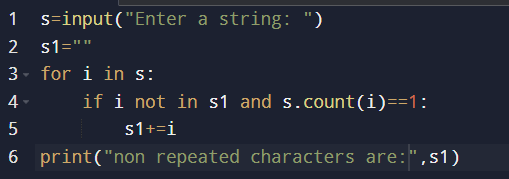 1 s=input("Enter a string: ")
2 s1=""
3 for i in s:
4     if i not in s1 and s.count(i)==1:
5         s1+=i
6 print("non repeated characters are:",s1)